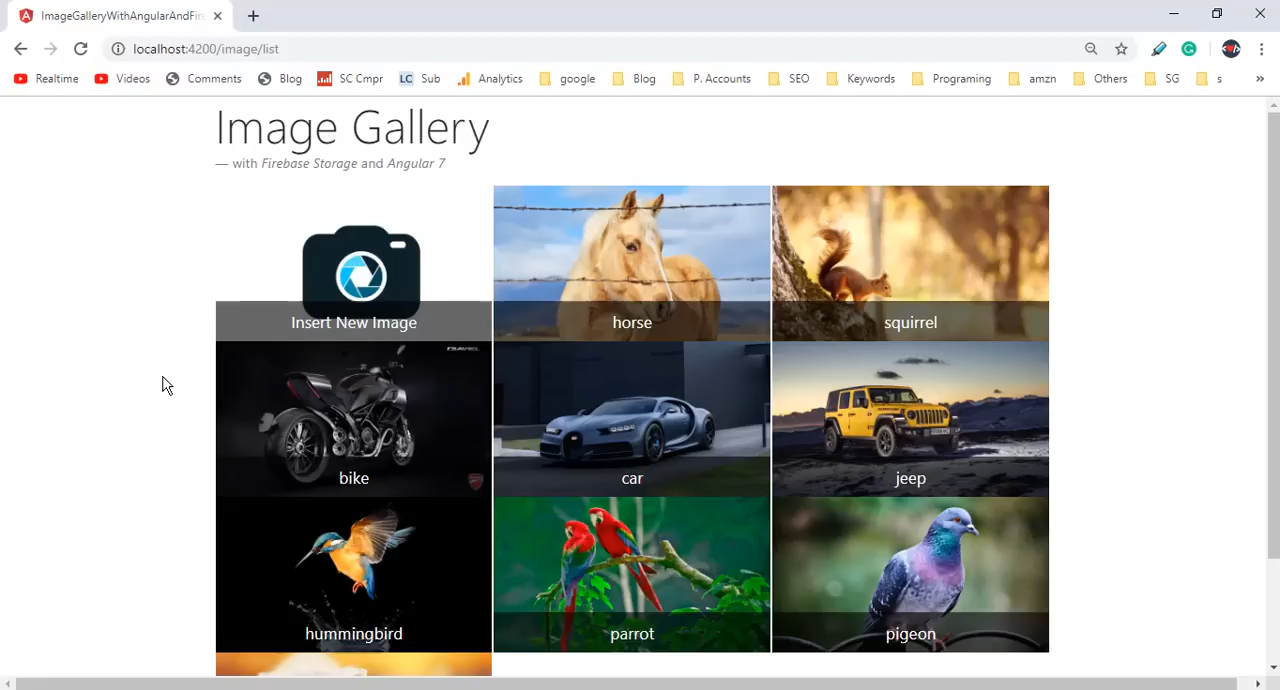 ImageGalleryWithAngularAndFire
localhost:4200/image/list
Realtime Videos Comments Blog SC Cmpr LC Sub Analytics google Blog P. Accounts SEO Keywords Programing amzn Others SG s »
Image Gallery
— with Firebase Storage and Angular 7
Insert New Image horse squirrel
bike car jeep
hummingbird parrot pigeon